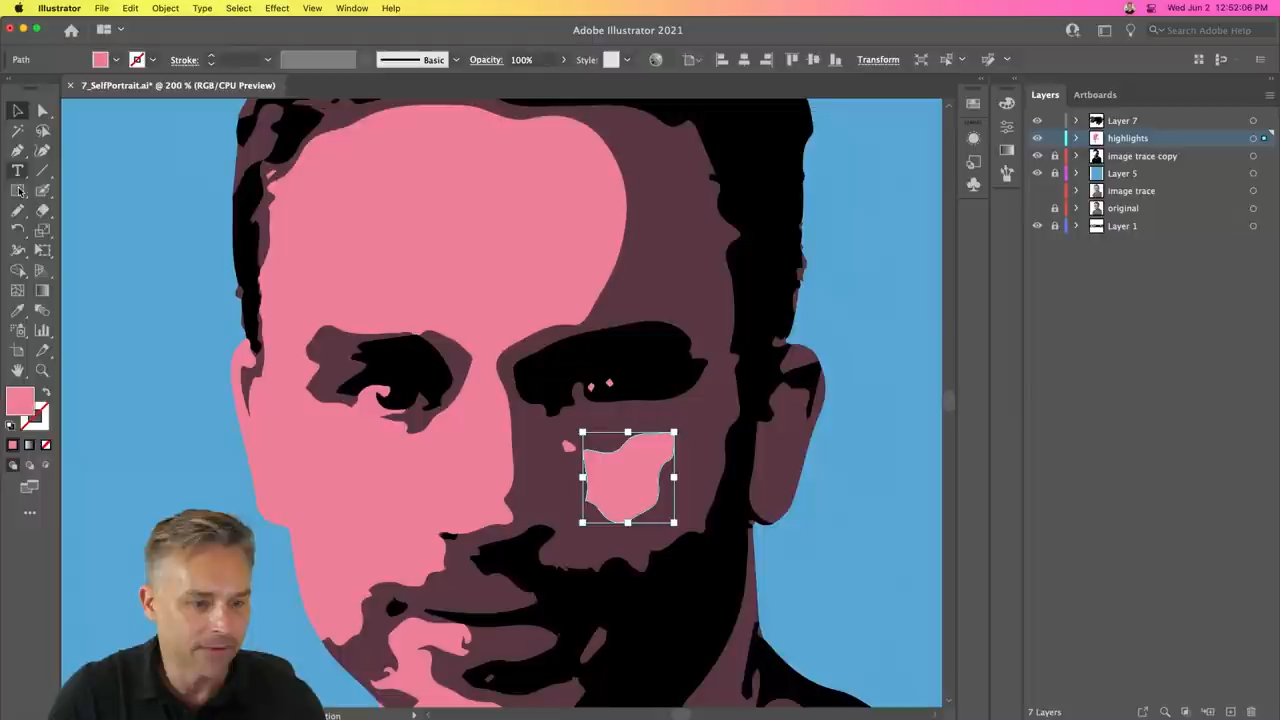 Illustrator File Edit Object Type Select Effect View Window Help
Wed Jun 2 12:52:06 PM
Adobe Illustrator 2021
Search Adobe Help
Path
Stroke:
Basic
Opacity: 100%
Style:
Transform
× 7_SelfPortrait.ai* @ 200 % (RGB/CPU Preview)
Layers Artboards
Layer 7
highlights
image trace copy
Layer 5
image trace
original
Layer 1
7 Layers